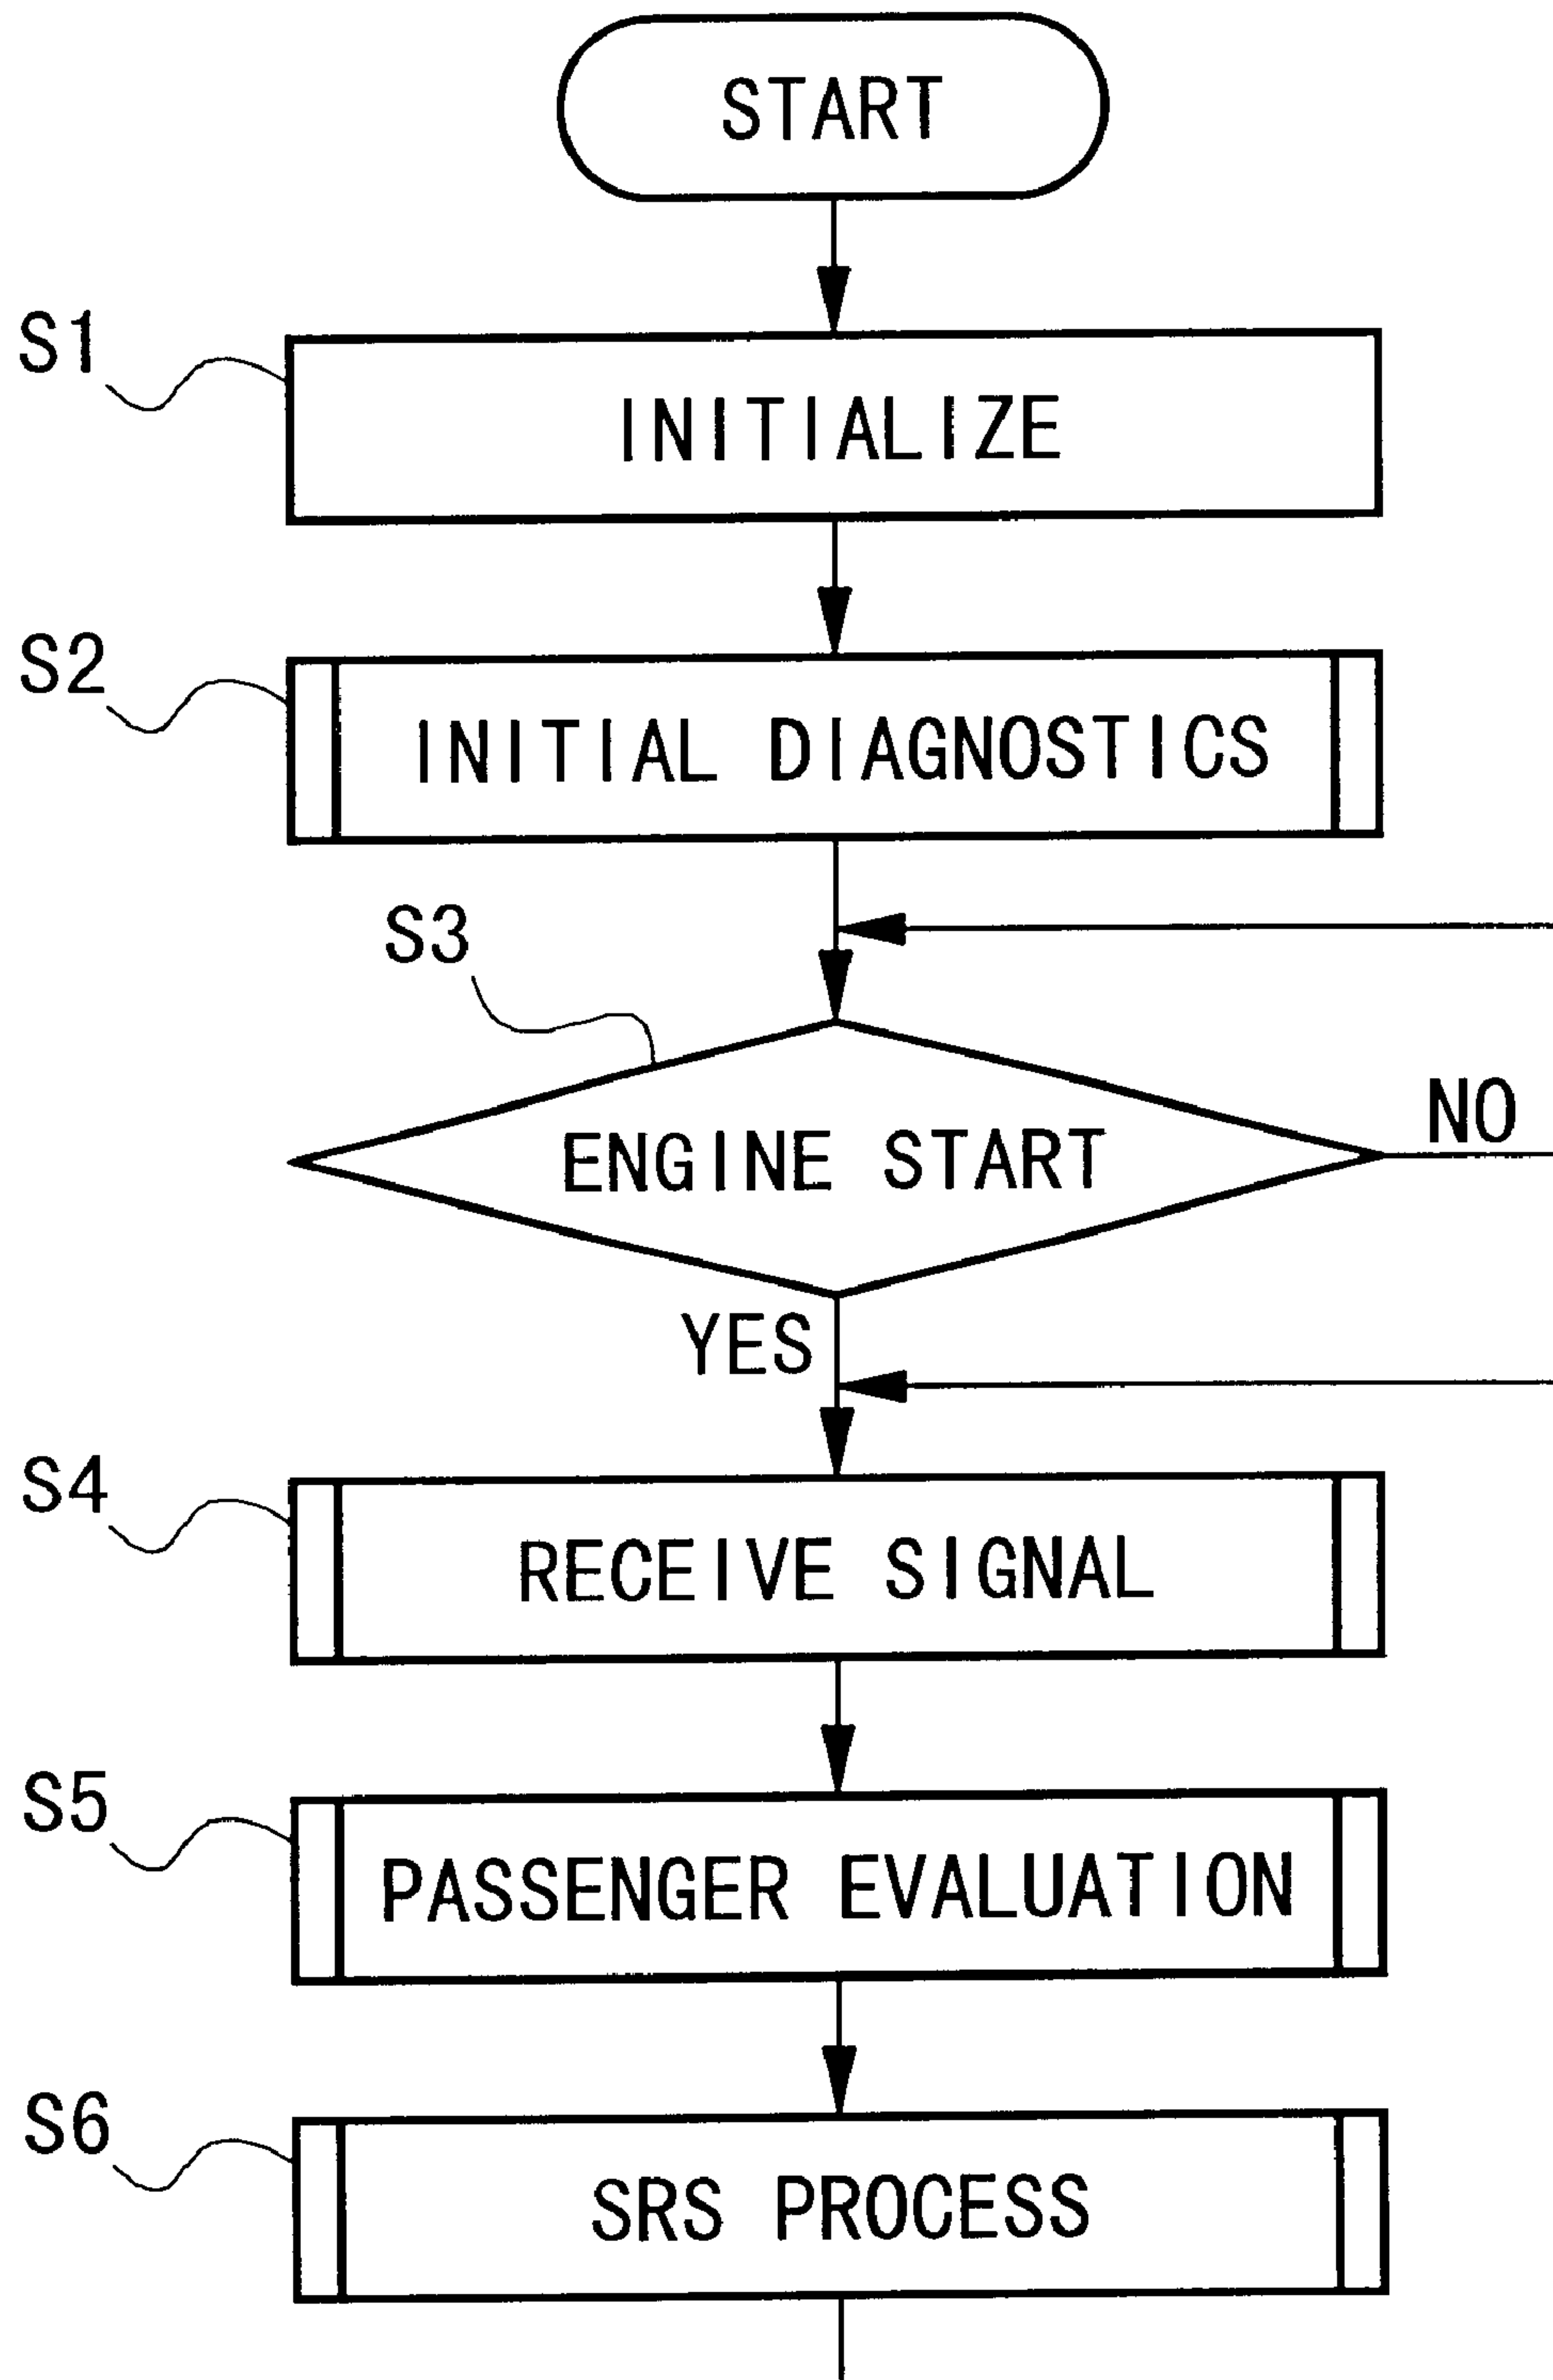 START
S1
INITIALIZE
S2
INITIAL DIAGNOSTICS
S3
ENGINE START
NO
YES
S4
RECEIVE SIGNAL
S5
PASSENGER EVALUATION
S6
SRS PROCESS